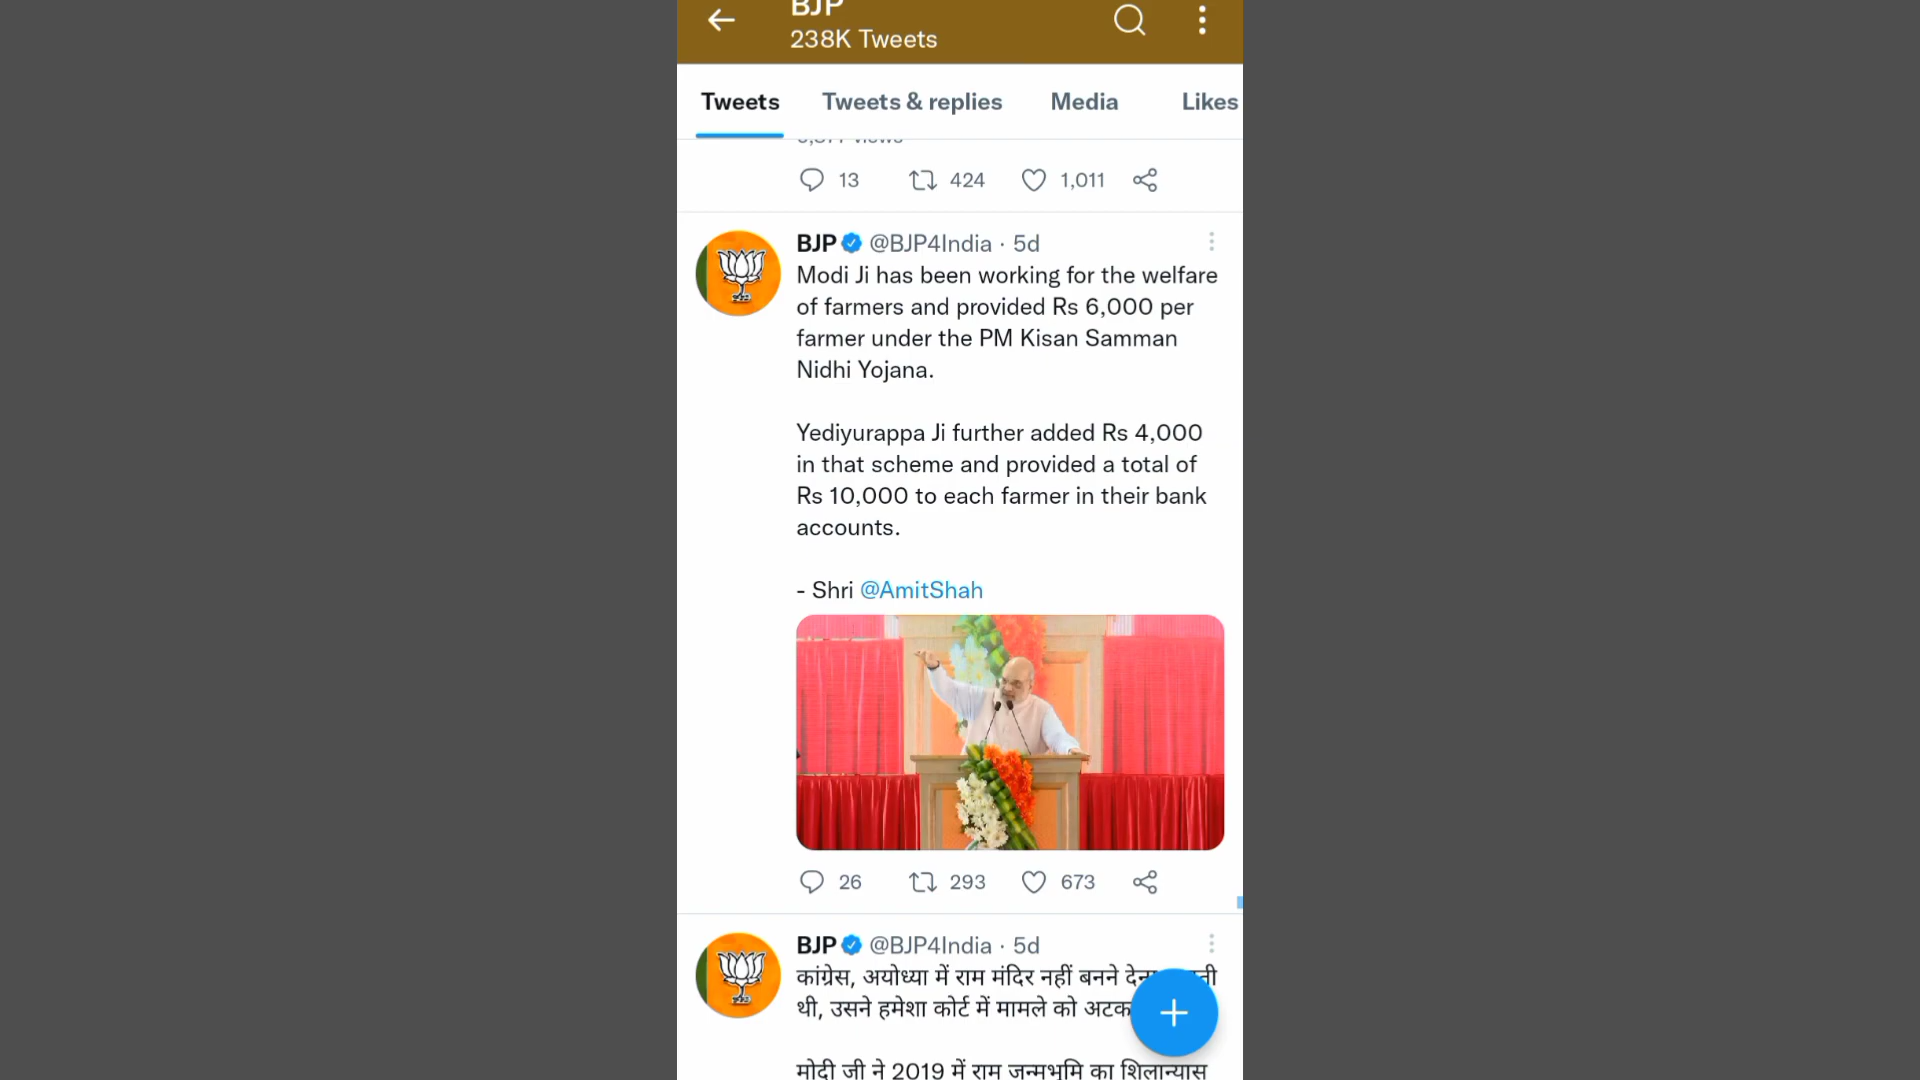 BJP
238K Tweets
Tweets Tweets & replies Media Likes
views
13 424 1,011
BJP @BJP4India · 5d
Modi Ji has been working for the welfare
of farmers and provided Rs 6,000 per
farmer under the PM Kisan Samman
Nidhi Yojana.
Yediyurappa Ji further added Rs 4,000
in that scheme and provided a total of
Rs 10,000 to each farmer in their bank
accounts.
- Shri @AmitShah
26 293 673
BJP @BJP4India · 5d
कांग्रेस, अयोध्या में राम मंदिर नहीं बनने
थी, उसने हमेशा कोर्ट में मामले को
मोदी जी ने 2019 में राम जन्मभूमि का शिलान्यास